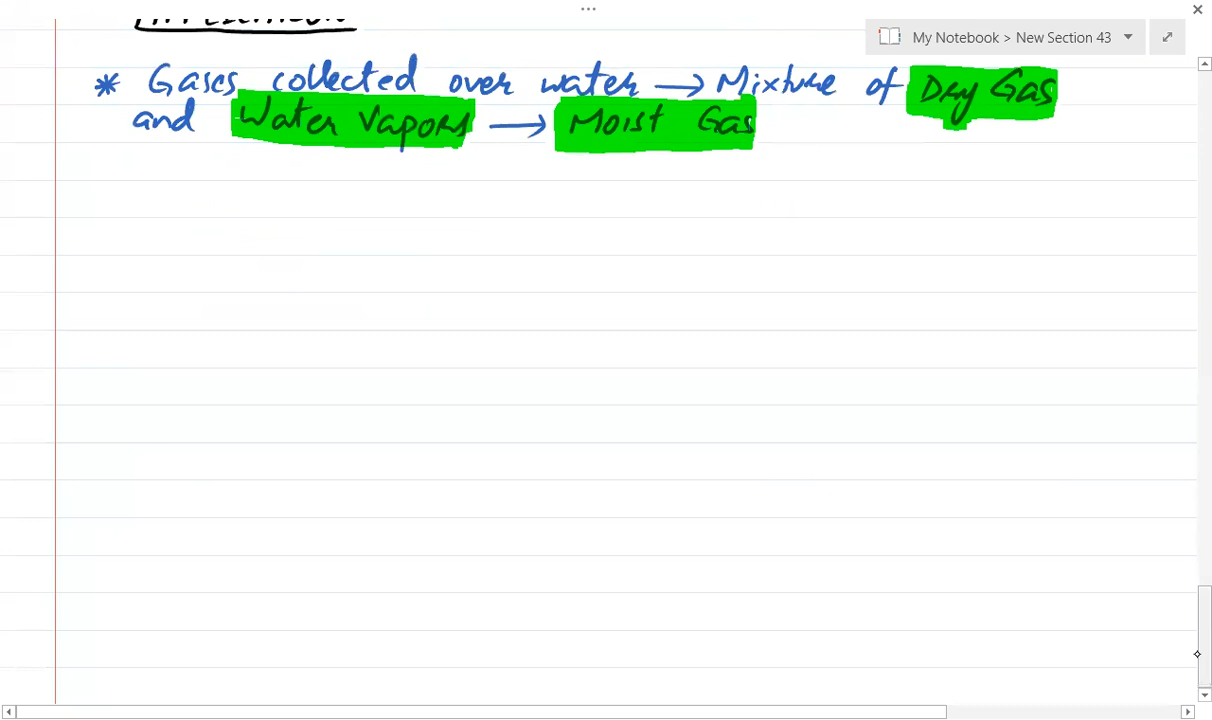 My Notebook > New Section 43
* Gases collected over water → Mixture of Dry Gas
and Water Vapors → Moist Gas